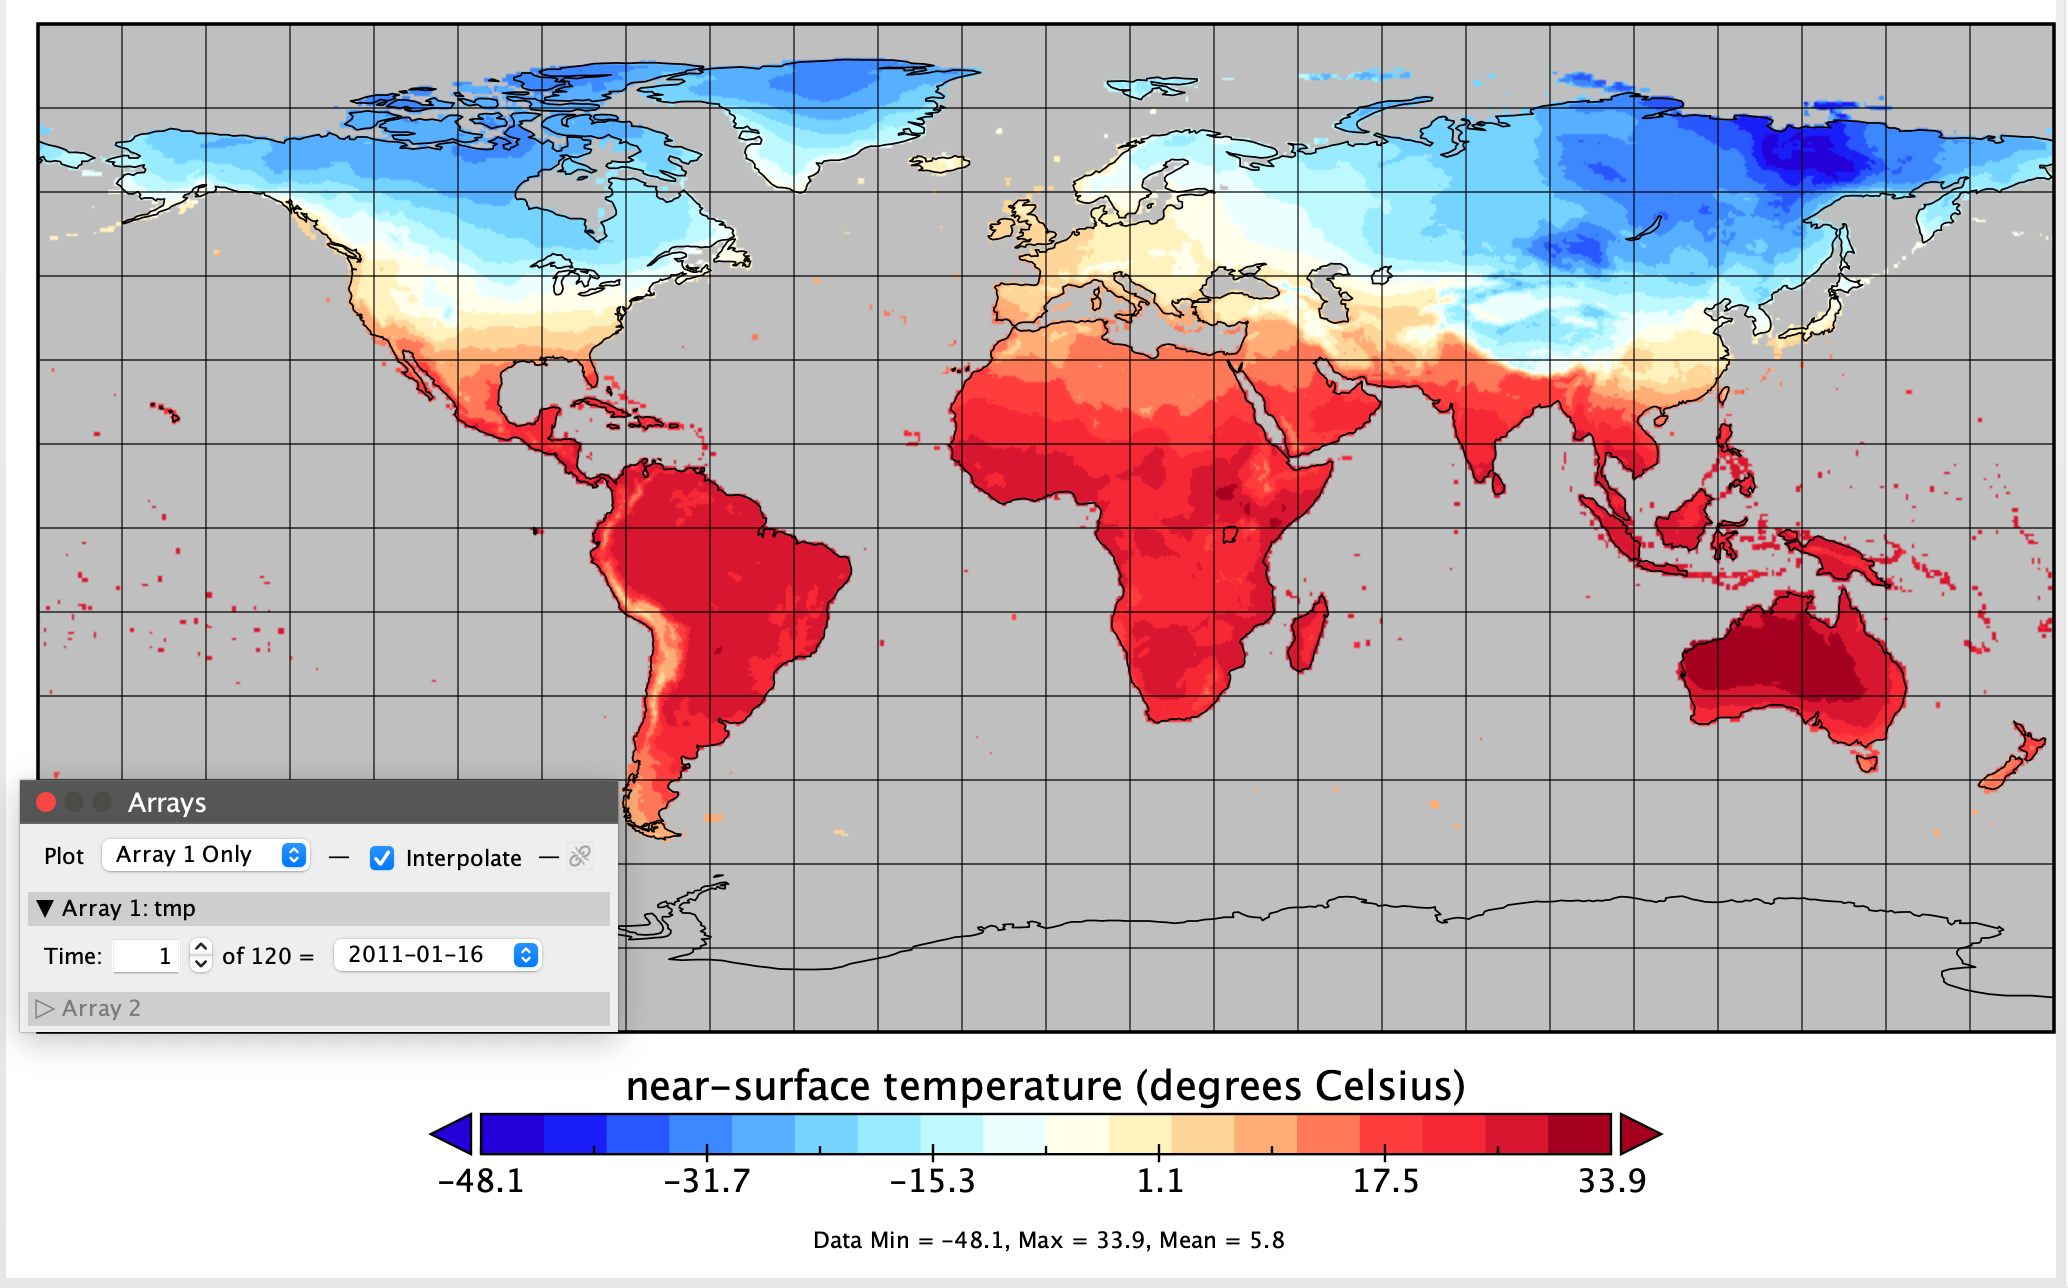 Arrays
Plot Array 1 Only — Interpolate —
Array 1: tmp
Time: 1 of 120 = 2011-01-16
Array 2
near-surface temperature (degrees Celsius)
-48.1 -31.7 -15.3 1.1 17.5 33.9
Data Min = -48.1, Max = 33.9, Mean = 5.8